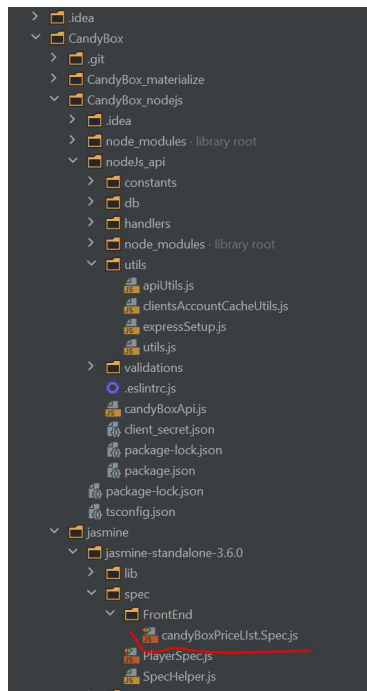 .idea
CandyBox
.git
CandyBox_materialize
CandyBox_nodejs
.idea
node_modules · library root
nodeJs_api
constants
db
handlers
node_modules · library root
utils
apiUtils.js
clientsAccountCacheUtils.js
expressSetup.js
utils.js
validations
.eslintrc.js
candyBoxApi.js
client_secret.json
package-lock.json
package.json
package-lock.json
tsconfig.json
jasmine
jasmine-standalone-3.6.0
lib
spec
FrontEnd
candyBoxPriceLIst.Spec.js
PlayerSpec.js
SpecHelper.js